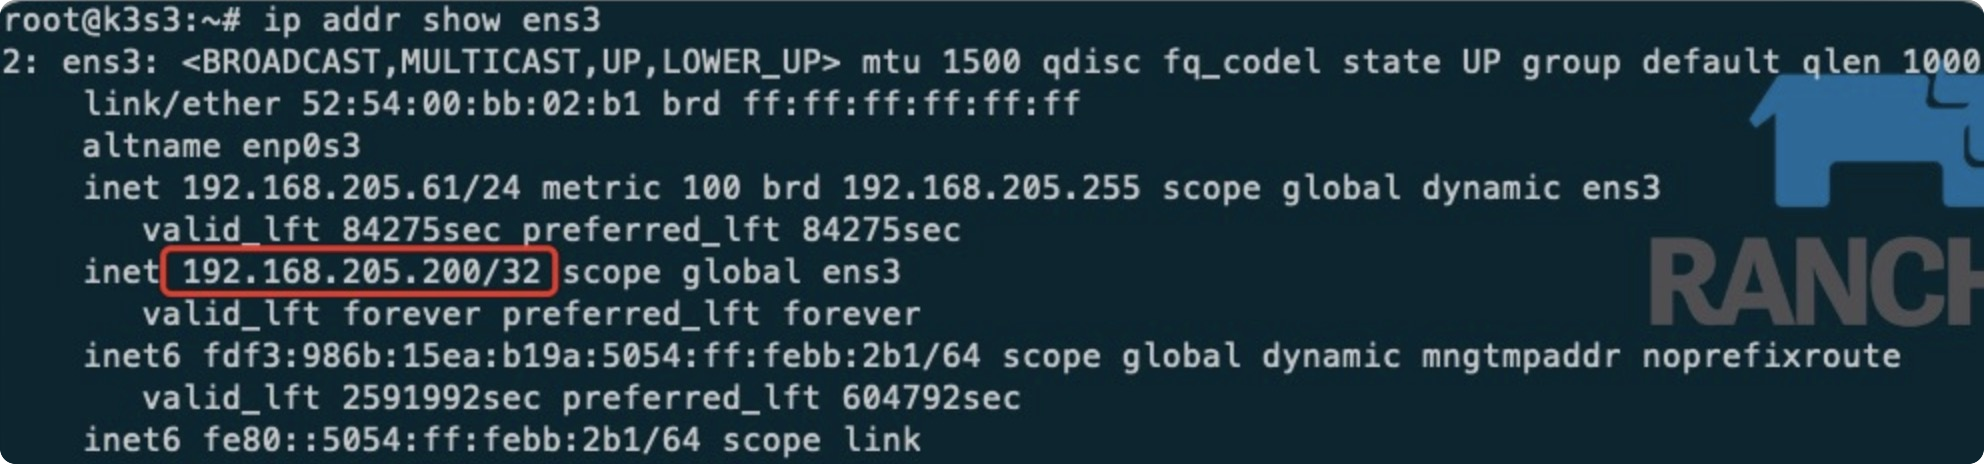 root@k3s3:~# ip addr show ens3
2: ens3: <BROADCAST,MULTICAST,UP,LOWER_UP> mtu 1500 qdisc fq_codel state UP group default qlen 1000
    link/ether 52:54:00:bb:02:b1 brd ff:ff:ff:ff:ff:ff
    altname enp0s3
    inet 192.168.205.61/24 metric 100 brd 192.168.205.255 scope global dynamic ens3
       valid_lft 84275sec preferred_lft 84275sec
    inet 192.168.205.200/32 scope global ens3
       valid_lft forever preferred_lft forever
    inet6 fdf3:986b:15ea:b19a:5054:ff:febb:2b1/64 scope global dynamic mngtmpaddr noprefixroute
       valid_lft 2591992sec preferred_lft 604792sec
    inet6 fe80::5054:ff:febb:2b1/64 scope link
RANCH